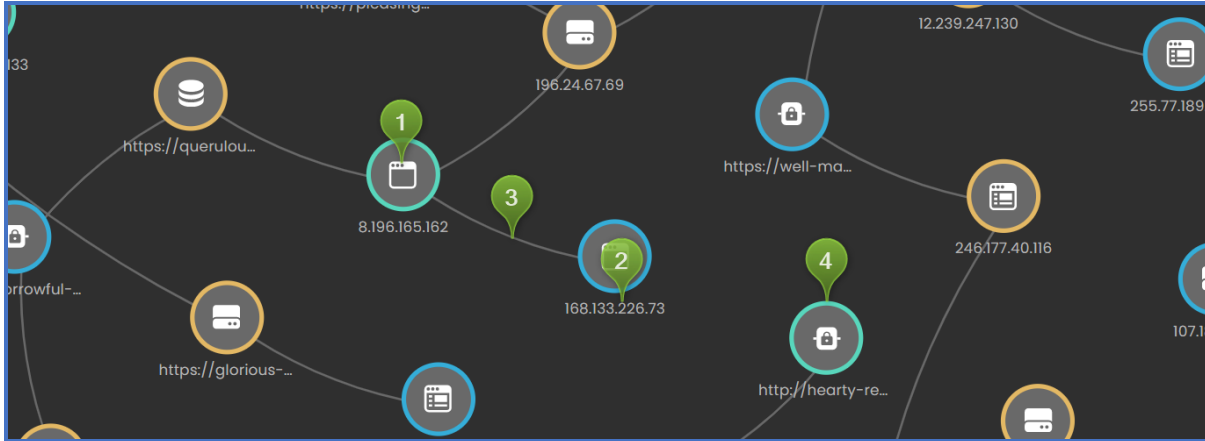 https://pleasing-...
12.239.247.130
133
196.24.67.69
255.77.189
1
https://querulou...
https://well-ma...
3
8.196.165.162
246.177.40.116
2
4
orrowful-...
168.133.226.73
107.1
https://glorious-...
http://hearty-re...